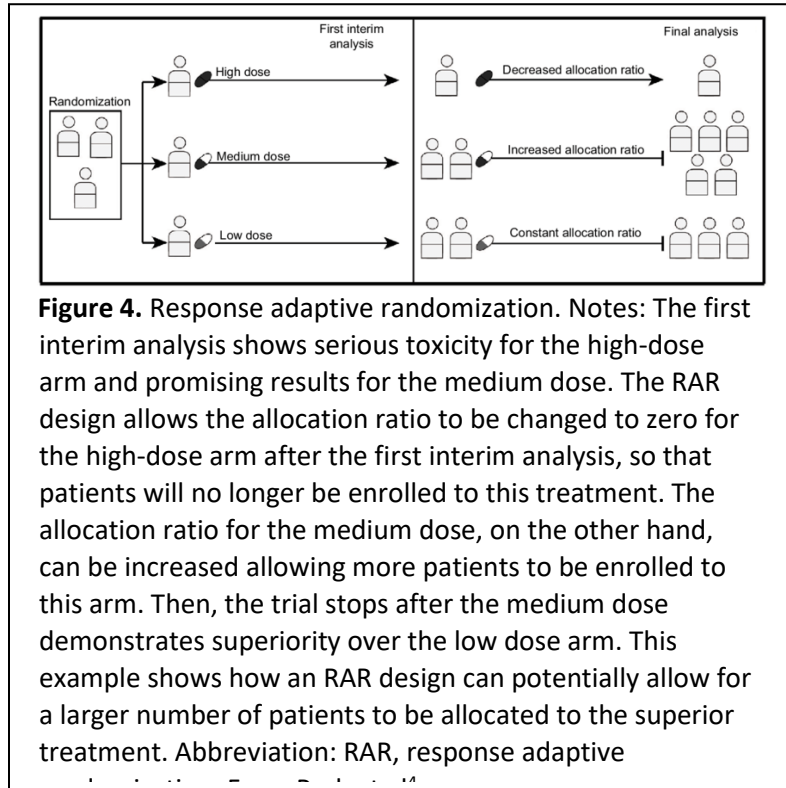 First interim
analysis
Final analysis
High dose
Decreased allocation ratio
Randomization
Medium dose
Increased allocation ratio
Low dose
Constant allocation ratio
Figure 4. Response adaptive randomization. Notes: The first
interim analysis shows serious toxicity for the high-dose
arm and promising results for the medium dose. The RAR
design allows the allocation ratio to be changed to zero for
the high-dose arm after the first interim analysis, so that
patients will no longer be enrolled to this treatment. The
allocation ratio for the medium dose, on the other hand,
can be increased allowing more patients to be enrolled to
this arm. Then, the trial stops after the medium dose
demonstrates superiority over the low dose arm. This
example shows how an RAR design can potentially allow for
a larger number of patients to be allocated to the superior
treatment. Abbreviation: RAR, response adaptive